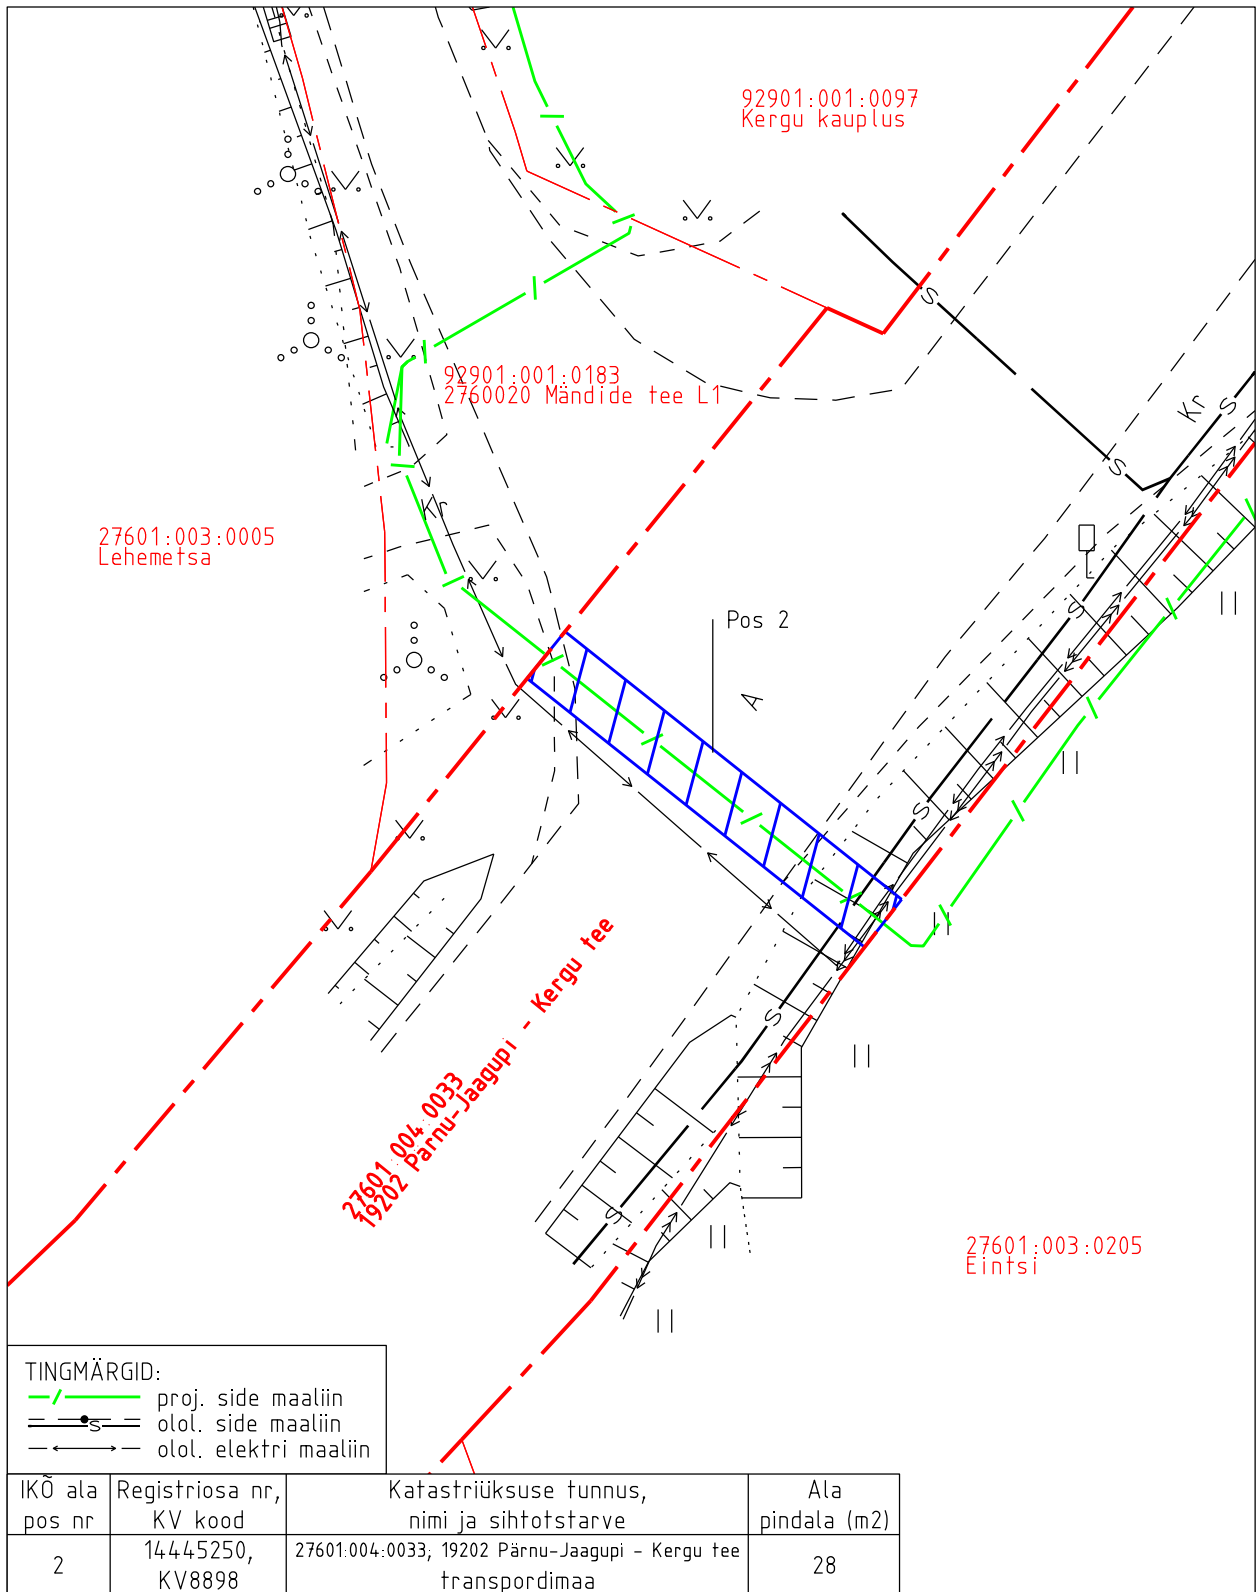 92901:001:0097
Kergu kauplus
92901:001:0183
2760020 Mändide tee L1
Kr
S
S
S
Kr
27601:003:0005
Lehemetsa
Pos 2
A
S
S
S
S
27601:004:0033
19202 Pärnu-Jaagupi - Kergu tee
27601:003:0205
Eintsi
TINGMÄRGID:
proj. side maaliin
S
olol. side maaliin
olol. elektri maaliin
IKÕ ala
pos nr
Registriosa nr,
KV kood
Katastriüksuse tunnus,
nimi ja sihtotstarve
Ala
pindala (m2)
2
14445250,
KV8898
27601:004:0033; 19202 Pärnu-Jaagupi - Kergu tee
transpordimaa
28